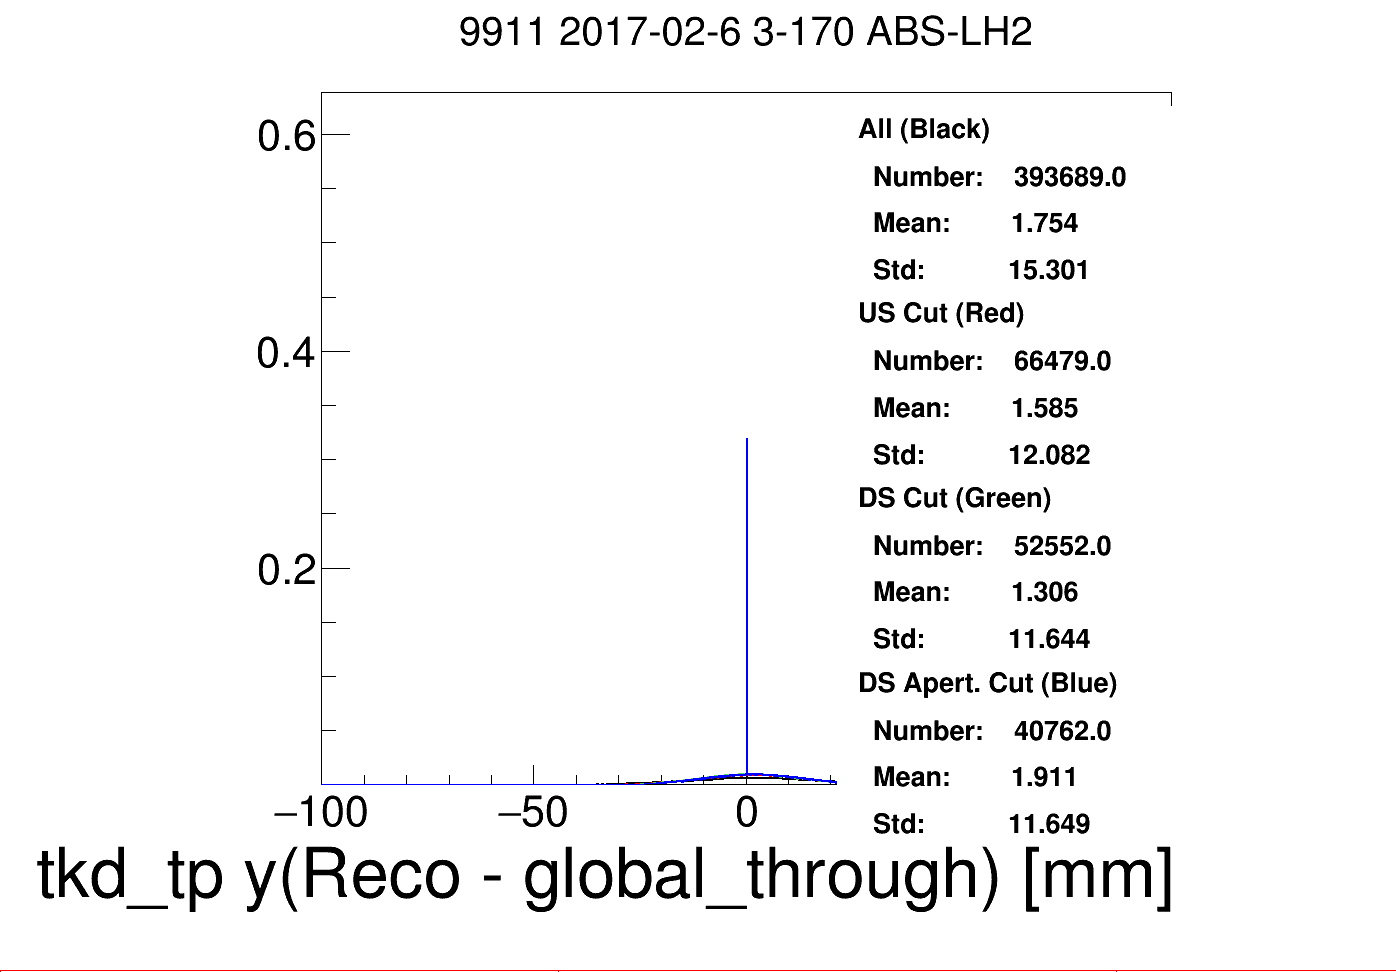 9911 2017-02-6 3-170 ABS-LH2
All (Black)
0.6
Number: 393689.0
Mean: 1.754
Std: 15.301
US Cut (Red)
0.4
Number: 66479.0
Mean: 1.585
Std: 12.082
DS Cut (Green)
Number: 52552.0
0.2
Mean: 1.306
Std: 11.644
DS Apert. Cut (Blue)
Number: 40762.0
Mean: 1.911
−100 −50 0
Std: 11.649
tkd_tp y(Reco - global_through) [mm]